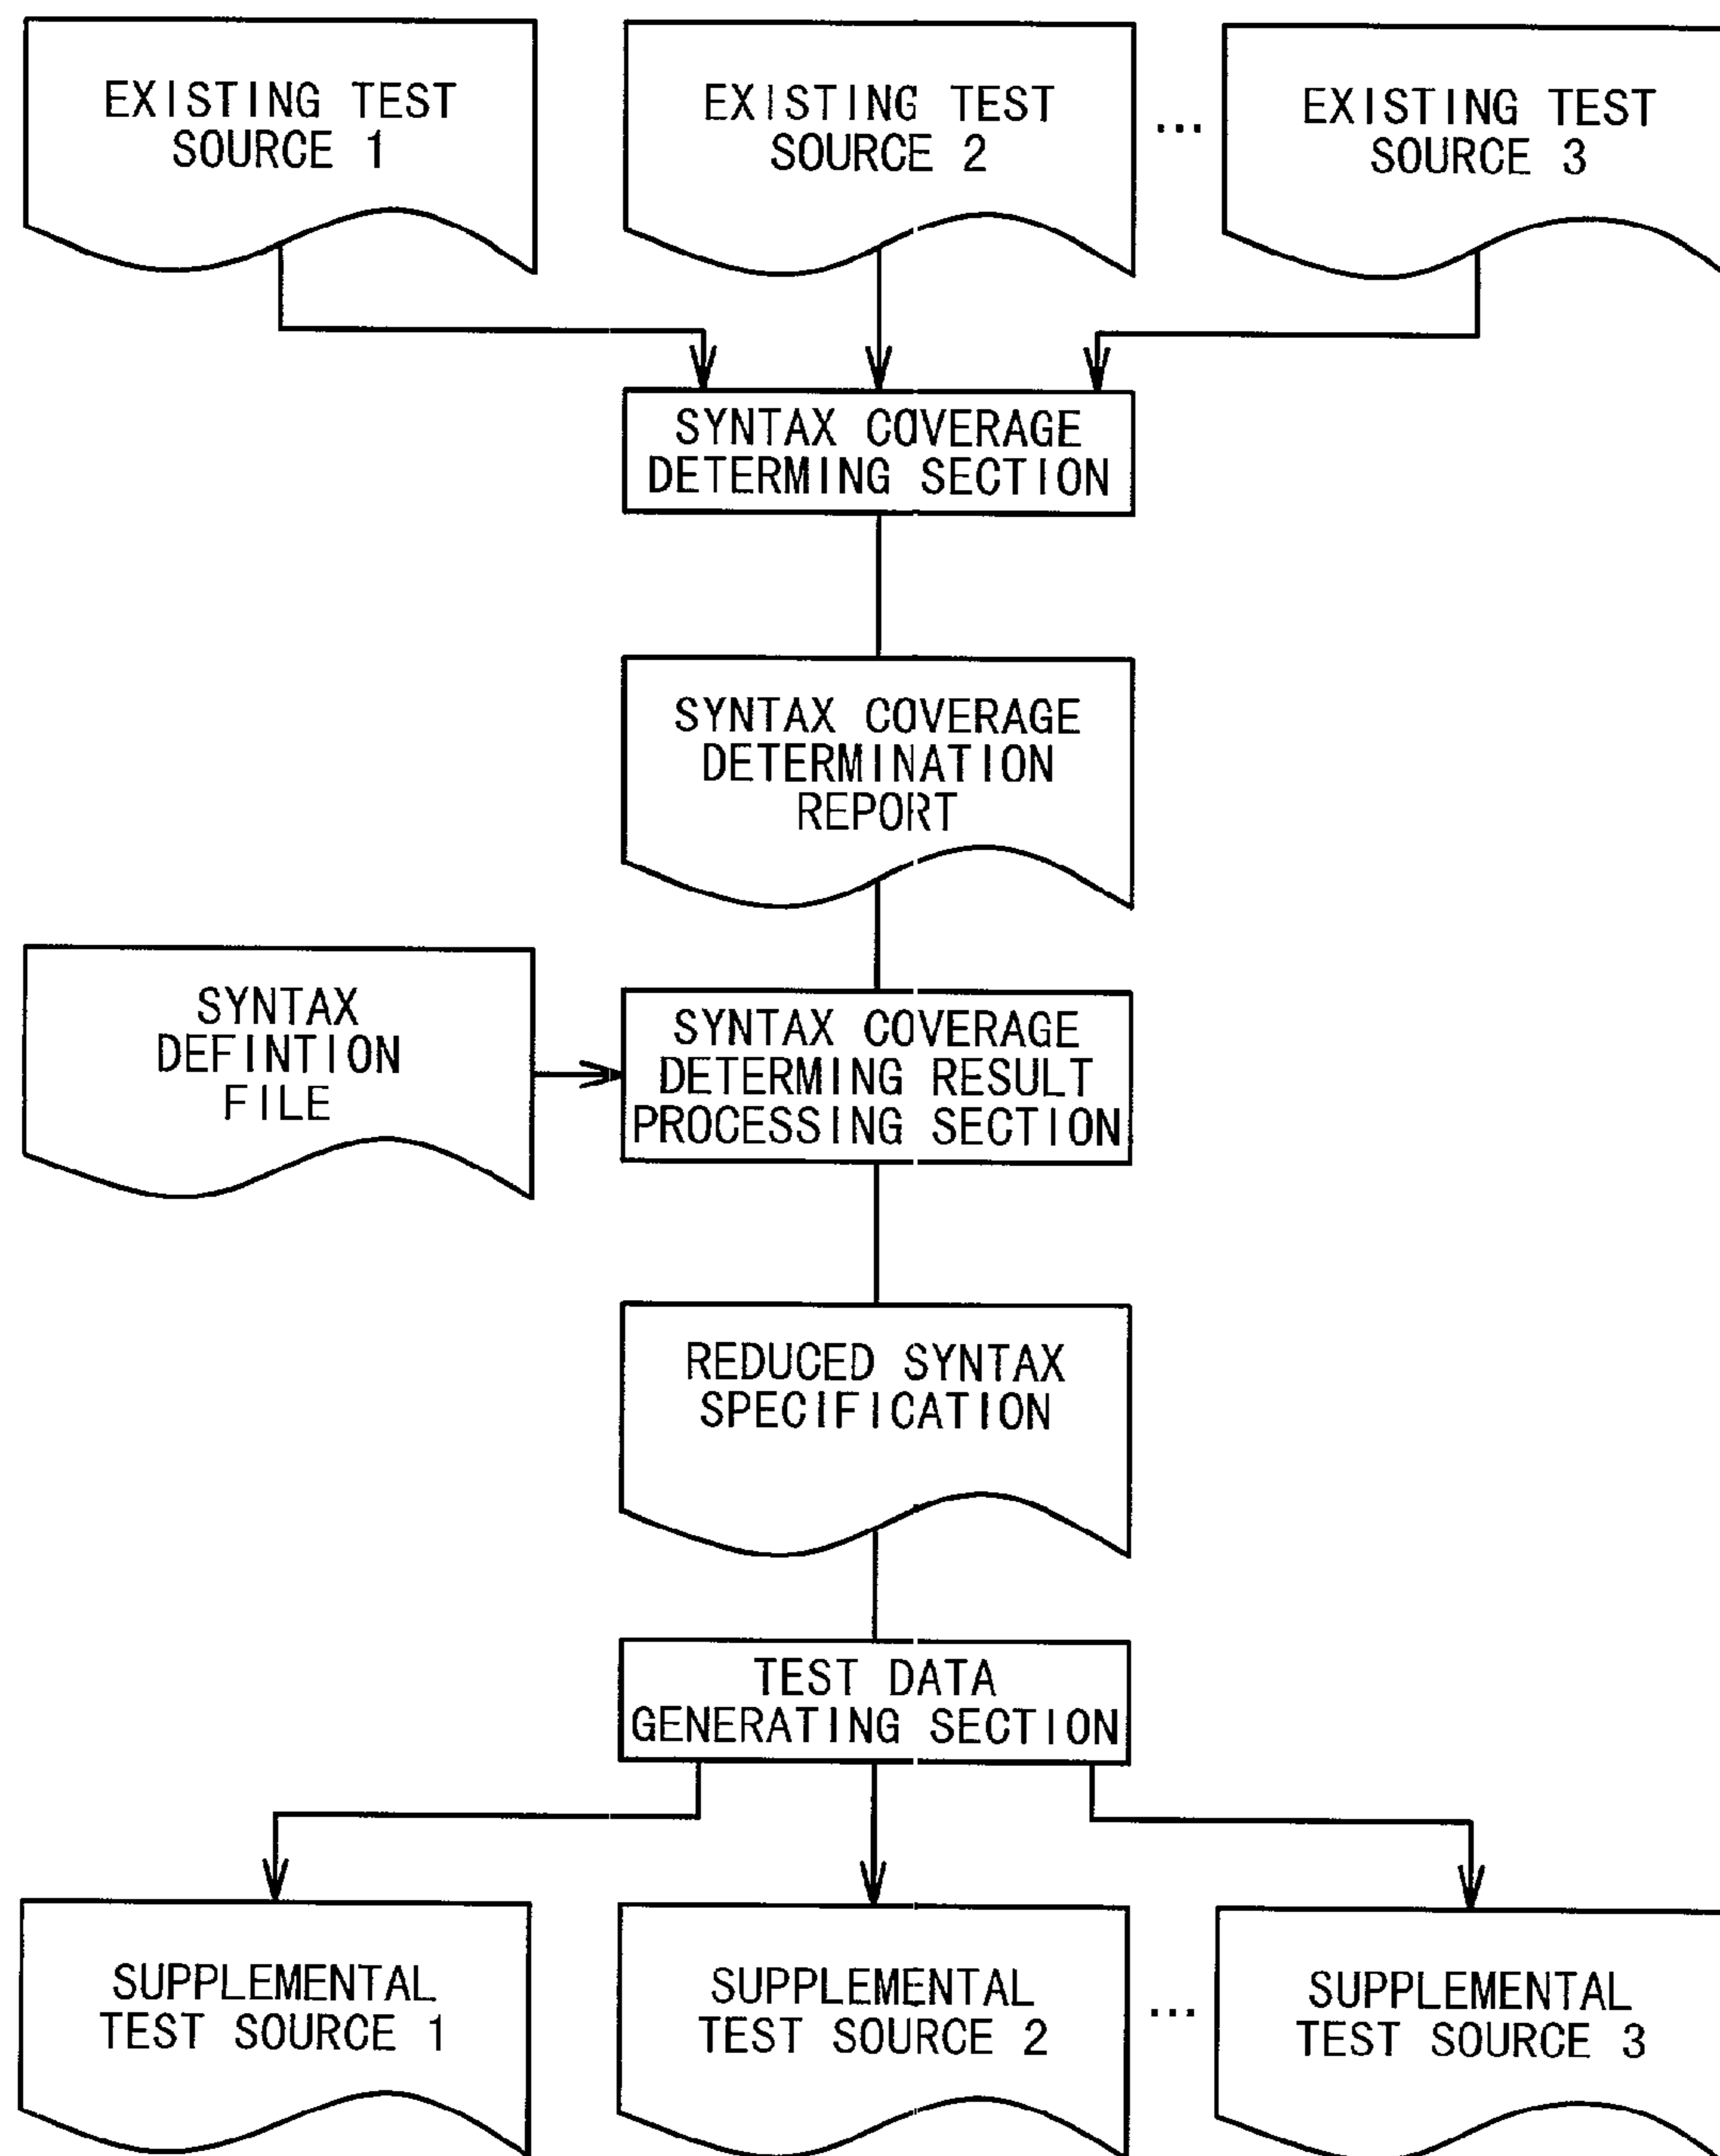 EXISTING TEST
SOURCE 1
EXISTING TEST
SOURCE 2
...
EXISTING TEST
SOURCE 3
SYNTAX COVERAGE
DETERMING SECTION
SYNTAX COVERAGE
DETERMINATION
REPORT
SYNTAX
DEFINTION
FILE
SYNTAX COVERAGE
DETERMING RESULT
PROCESSING SECTION
REDUCED SYNTAX
SPECIFICATION
TEST DATA
GENERATING SECTION
SUPPLEMENTAL
TEST SOURCE 1
SUPPLEMENTAL
TEST SOURCE 2
...
SUPPLEMENTAL
TEST SOURCE 3